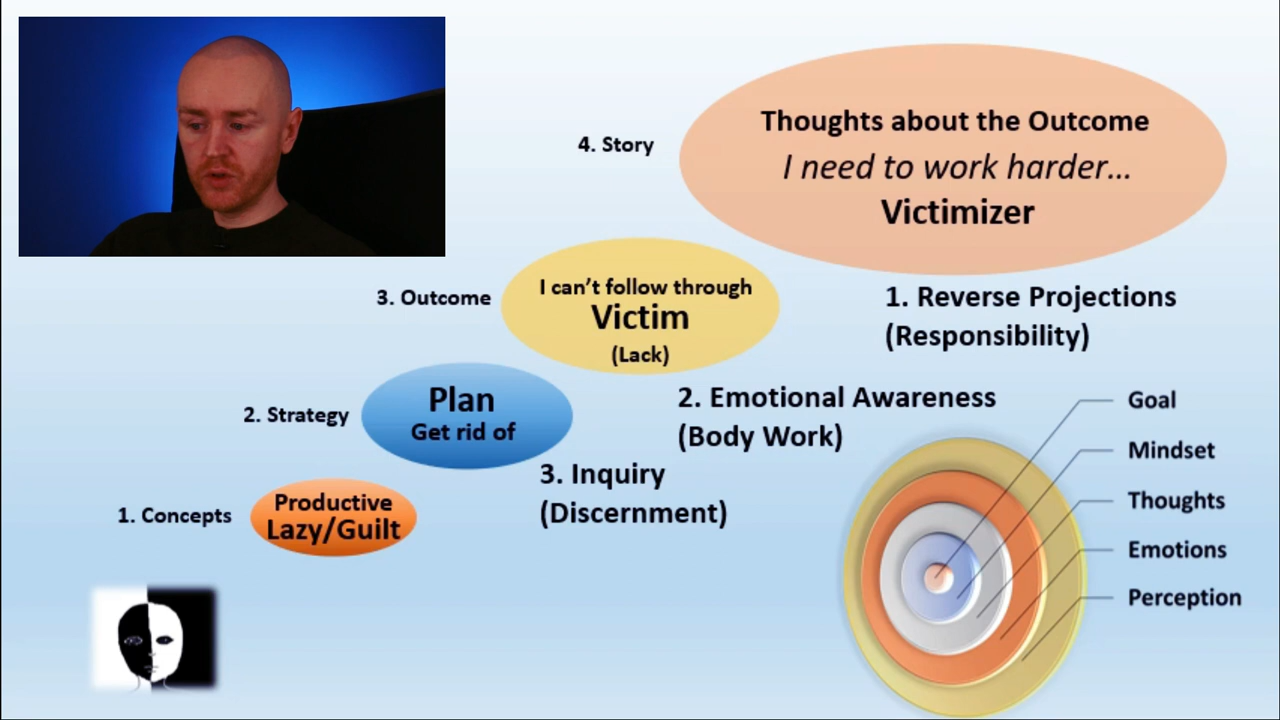 4. Story
Thoughts about the Outcome
I need to work harder...
Victimizer
3. Outcome
I can't follow through
Victim
(Lack)
1. Reverse Projections
(Responsibility)
2. Strategy
Plan
Get rid of
2. Emotional Awareness
(Body Work)
3. Inquiry
(Discernment)
1. Concepts
Productive
Lazy/Guilt
Goal
Mindset
Thoughts
Emotions
Perception